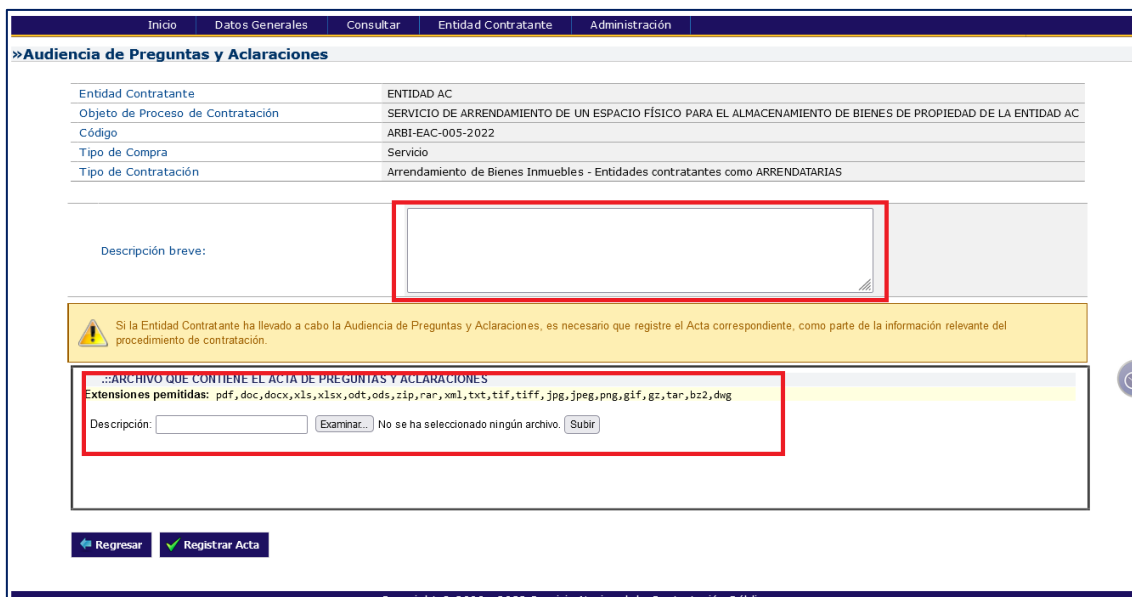 Inicio Datos Generales Consultar Entidad Contratante Administración
»Audiencia de Preguntas y Aclaraciones
Entidad Contratante ENTIDAD AC
Objeto de Proceso de Contratación SERVICIO DE ARRENDAMIENTO DE UN ESPACIO FÍSICO PARA EL ALMACENAMIENTO DE BIENES DE PROPIEDAD DE LA ENTIDAD AC
Código ARBI-EAC-005-2022
Tipo de Compra Servicio
Tipo de Contratación Arrendamiento de Bienes Inmuebles - Entidades contratantes como ARRENDATARIAS
Descripción breve:
Si la Entidad Contratante ha llevado a cabo la Audiencia de Preguntas y Aclaraciones, es necesario que registre el Acta correspondiente, como parte de la información relevante del
procedimiento de contratación.
.::ARCHIVO QUE CONTIENE EL ACTA DE PREGUNTAS Y ACLARACIONES
Extensiones pemitidas: pdf,doc,docx,xls,xlsx,odt,ods,zip,rar,xml,txt,tif,tiff,jpg,jpeg,png,gif,gz,tar,bz2,dwg
Descripción: Examinar... No se ha seleccionado ningún archivo. Subir
Regresar Registrar Acta